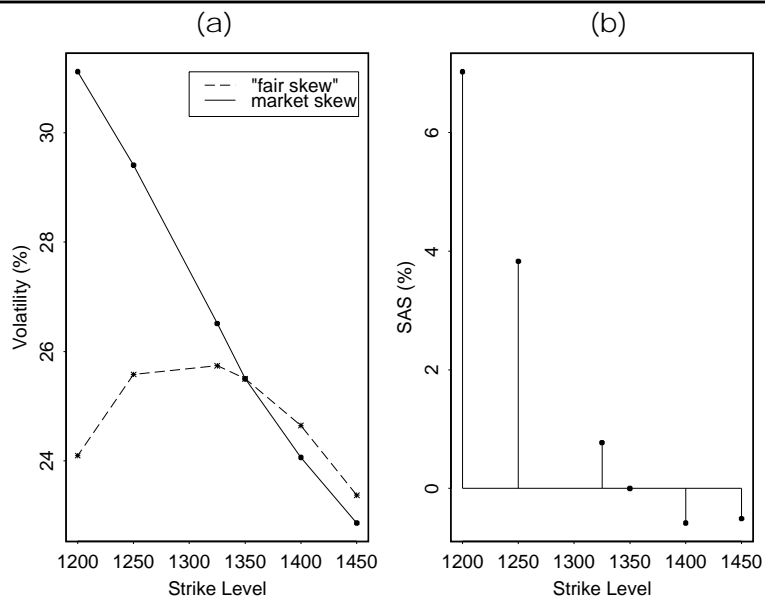 (a)
"fair skew"
market skew
Volatility (%)
24 26 28 30
1200 1250 1300 1350 1400 1450
Strike Level
(b)
SAS (%)
0 2 4 6
1200 1250 1300 1350 1400 1450
Strike Level